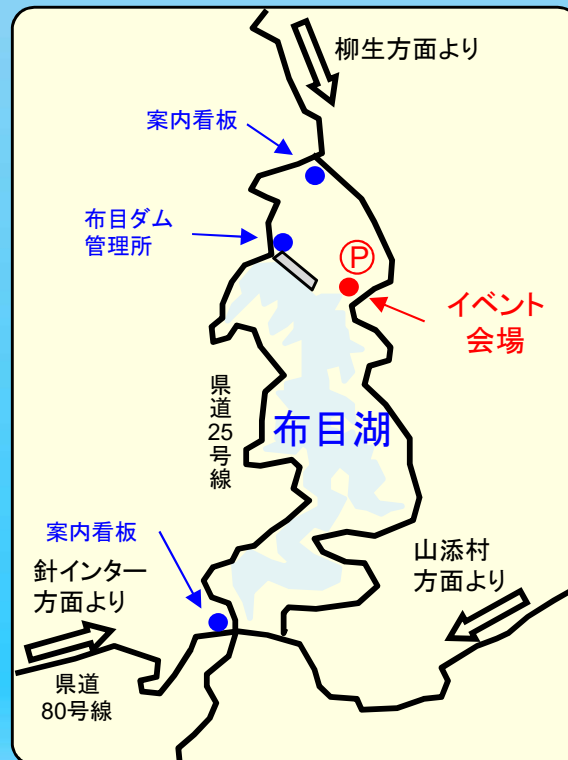 柳生方面より
案内看板
布目ダム
管理所
Ⓟ
イベント
会場
県道25号線
布目湖
案内看板
針インター
方面より
山添村
方面より
県道
80号線